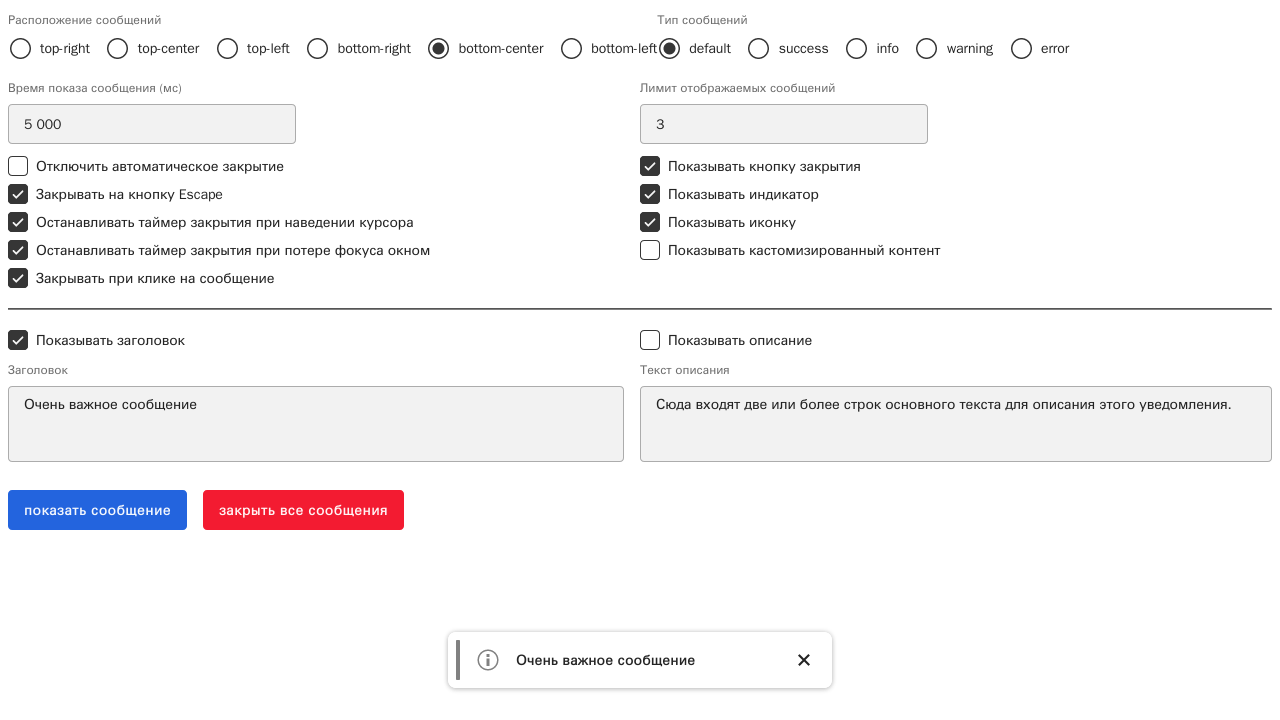 Расположение сообщений
top-right top-center top-left bottom-right bottom-center bottom-left
Тип сообщений
default success info warning error
Время показа сообщения (мс)
5 000
Лимит отображаемых сообщений
3
Отключить автоматическое закрытие
Закрывать на кнопку Escape
Останавливать таймер закрытия при наведении курсора
Останавливать таймер закрытия при потере фокуса окном
Закрывать при клике на сообщение
Показывать кнопку закрытия
Показывать индикатор
Показывать иконку
Показывать кастомизированный контент
Показывать заголовок
Показывать описание
Заголовок
Очень важное сообщение
Текст описания
Сюда входят две или более строк основного текста для описания этого уведомления.
показать сообщение
закрыть все сообщения
Очень важное сообщение